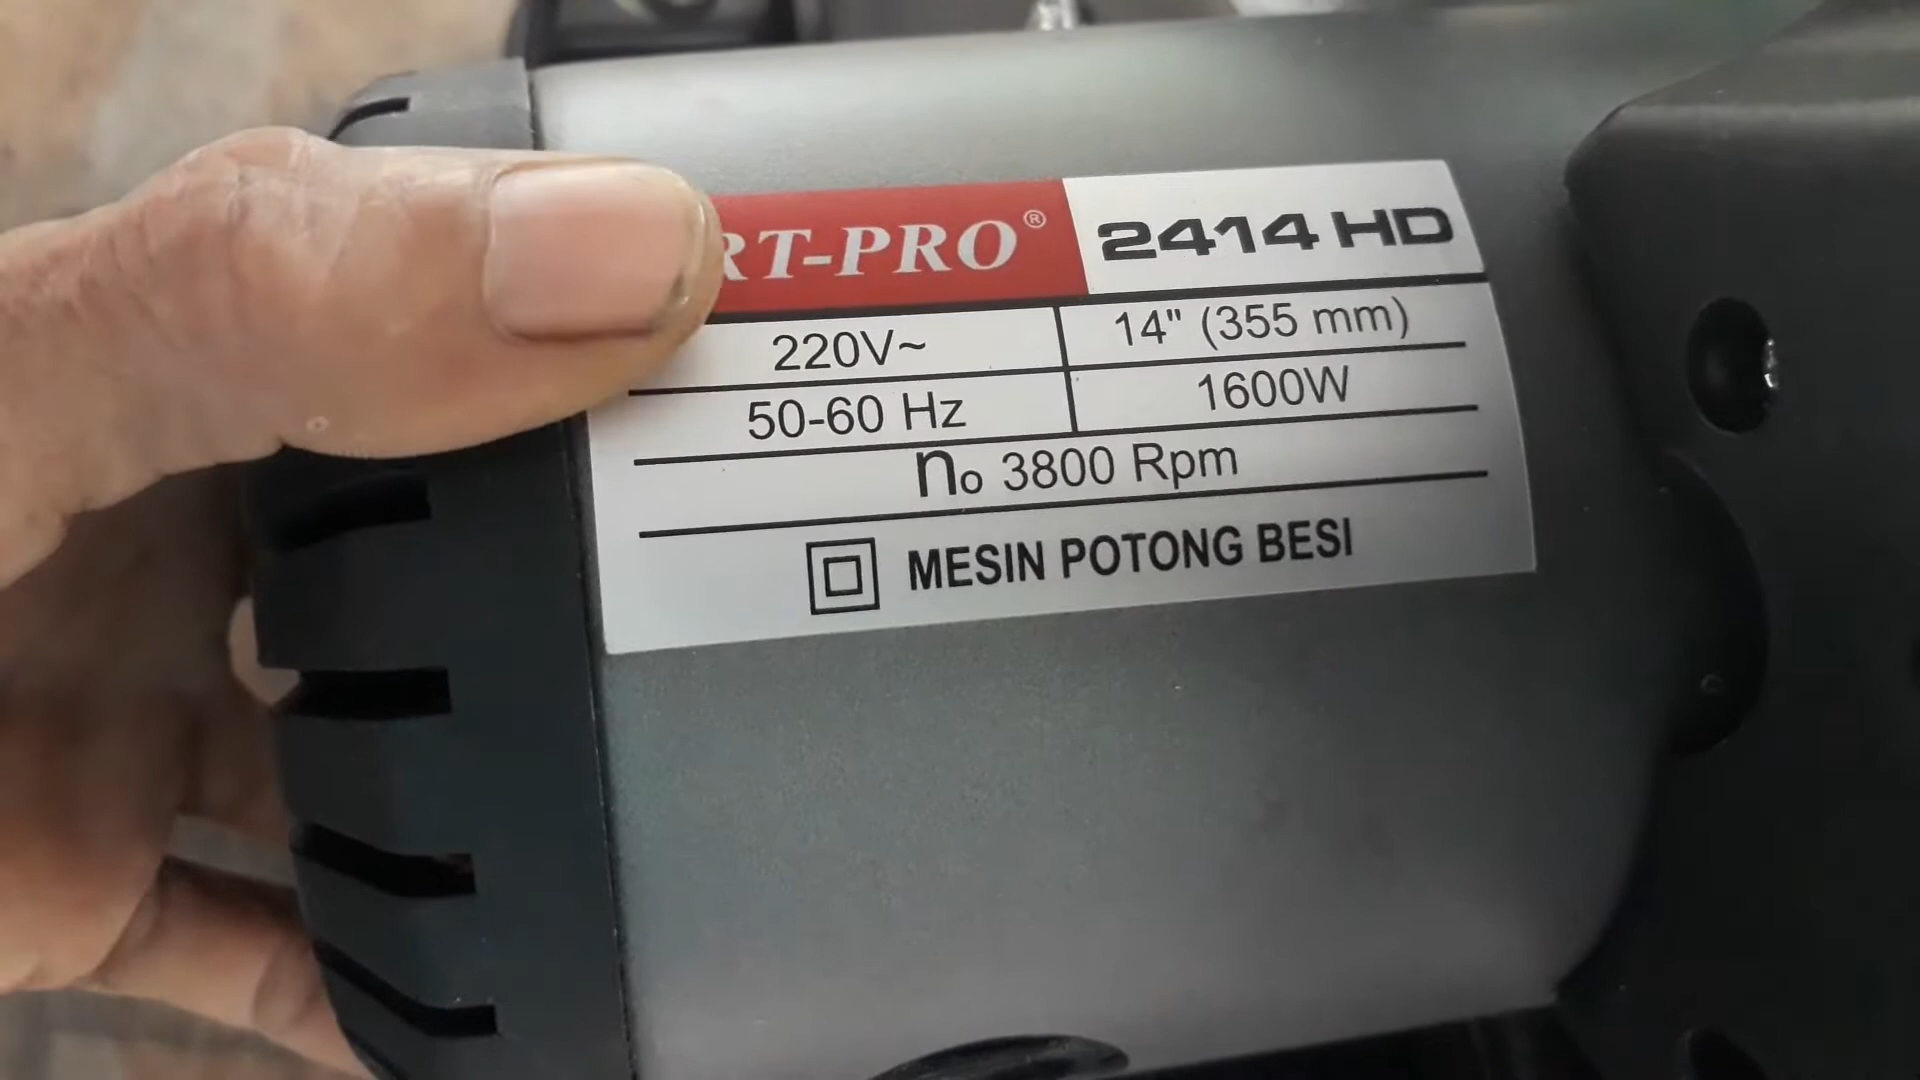 RT-PRO® 2414 HD
220V~ 14" (355 mm)
50-60 Hz 1600W
no 3800 Rpm
MESIN POTONG BESI